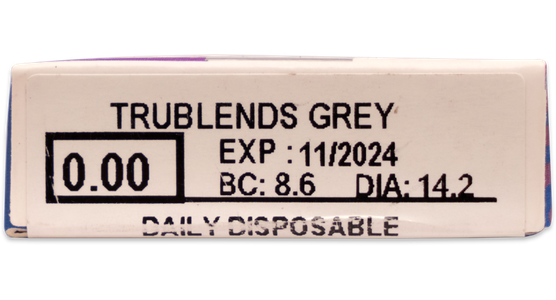 TRUBLENDS GREY
0.00
EXP : 11/2024
BC: 8.6 DIA: 14.2
DAILY DISPOSABLE